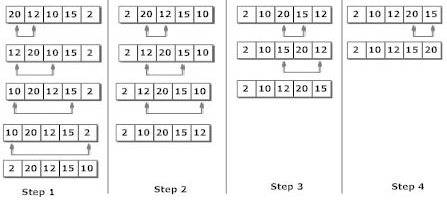 20 12 10 15 2
12 20 10 15 2
10 20 12 15 2
10 20 12 15 2
2 20 12 15 10
Step 1
2 20 12 15 10
2 12 20 15 10
2 12 20 15 10
2 10 20 15 12
Step 2
2 10 20 15 12
2 10 15 20 12
2 10 12 20 15
Step 3
2 10 12 20 15
2 10 12 15 20
Step 4